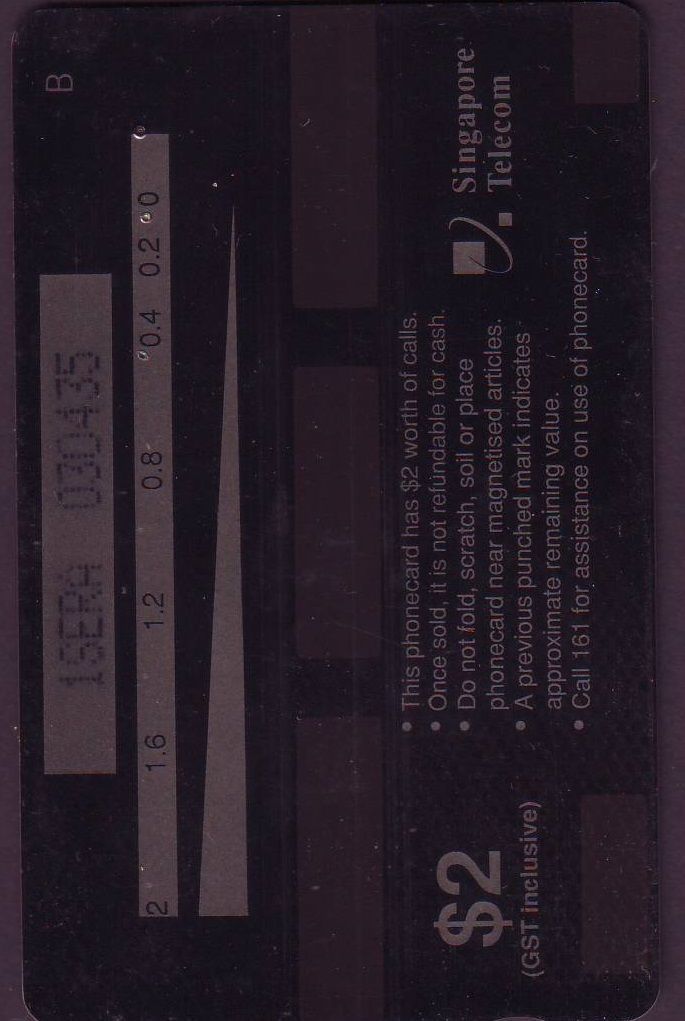 B
1SERA 030435
2 1.6 1.2 0.8 0.4 0.2 0
Singapore
Telecom
• This phonecard has $2 worth of calls.
• Once sold, it is not refundable for cash.
• Do not fold, scratch, soil or place
phonecard near magnetised articles.
• A previous punched mark indicates
approximate remaining value.
• Call 161 for assistance on use of phonecard.
$2
(GST inclusive)